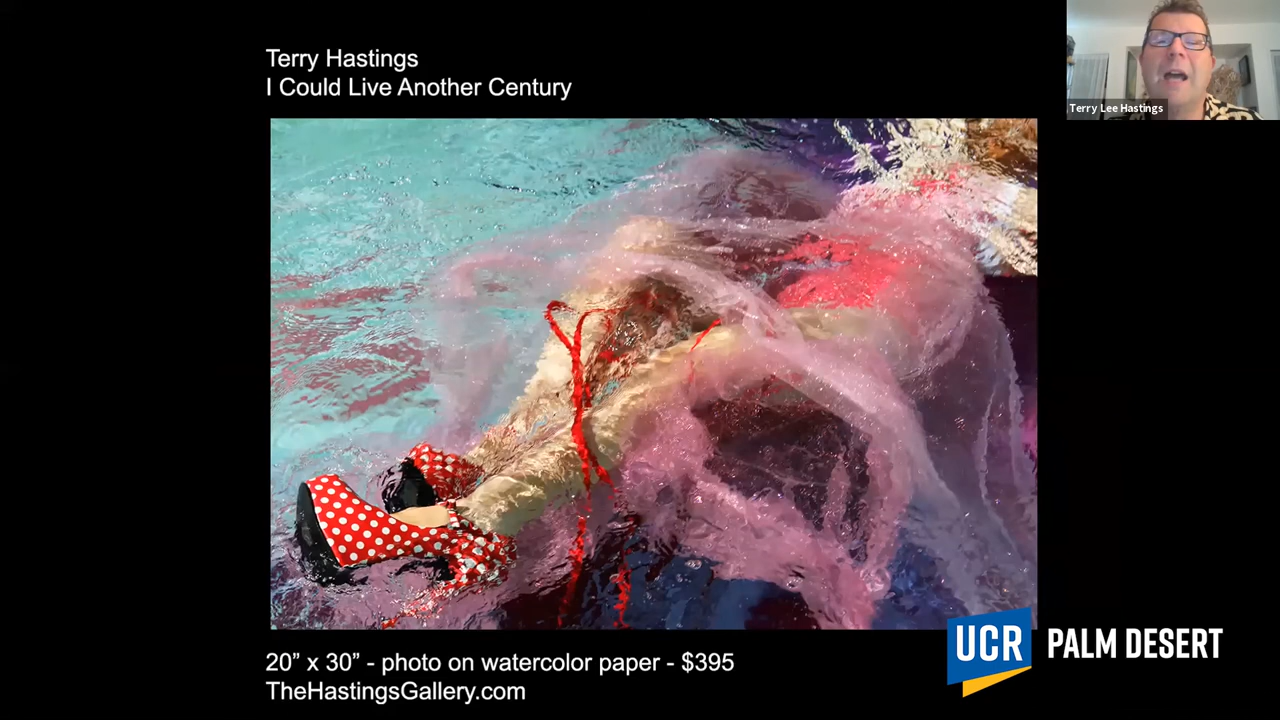 Terry Hastings
I Could Live Another Century
Terry Lee Hastings
20” x 30” - photo on watercolor paper - $395
TheHastingsGallery.com
UCR PALM DESERT